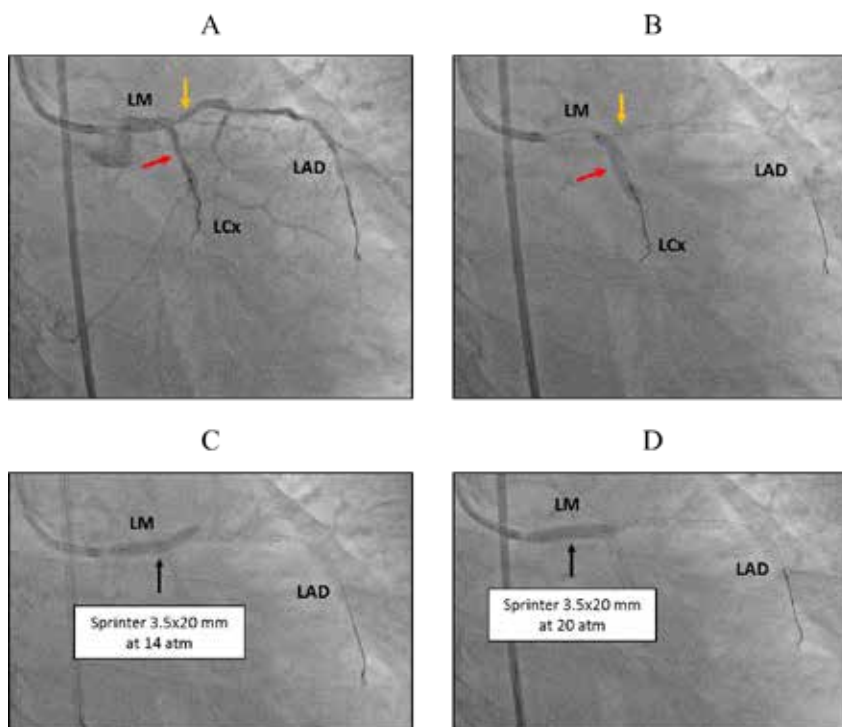 A
B
LM
LAD
LCx
LM
LAD
LCx
C
D
LM
LAD
Sprinter 3.5x20 mm
at 14 atm
LM
LAD
Sprinter 3.5x20 mm
at 20 atm